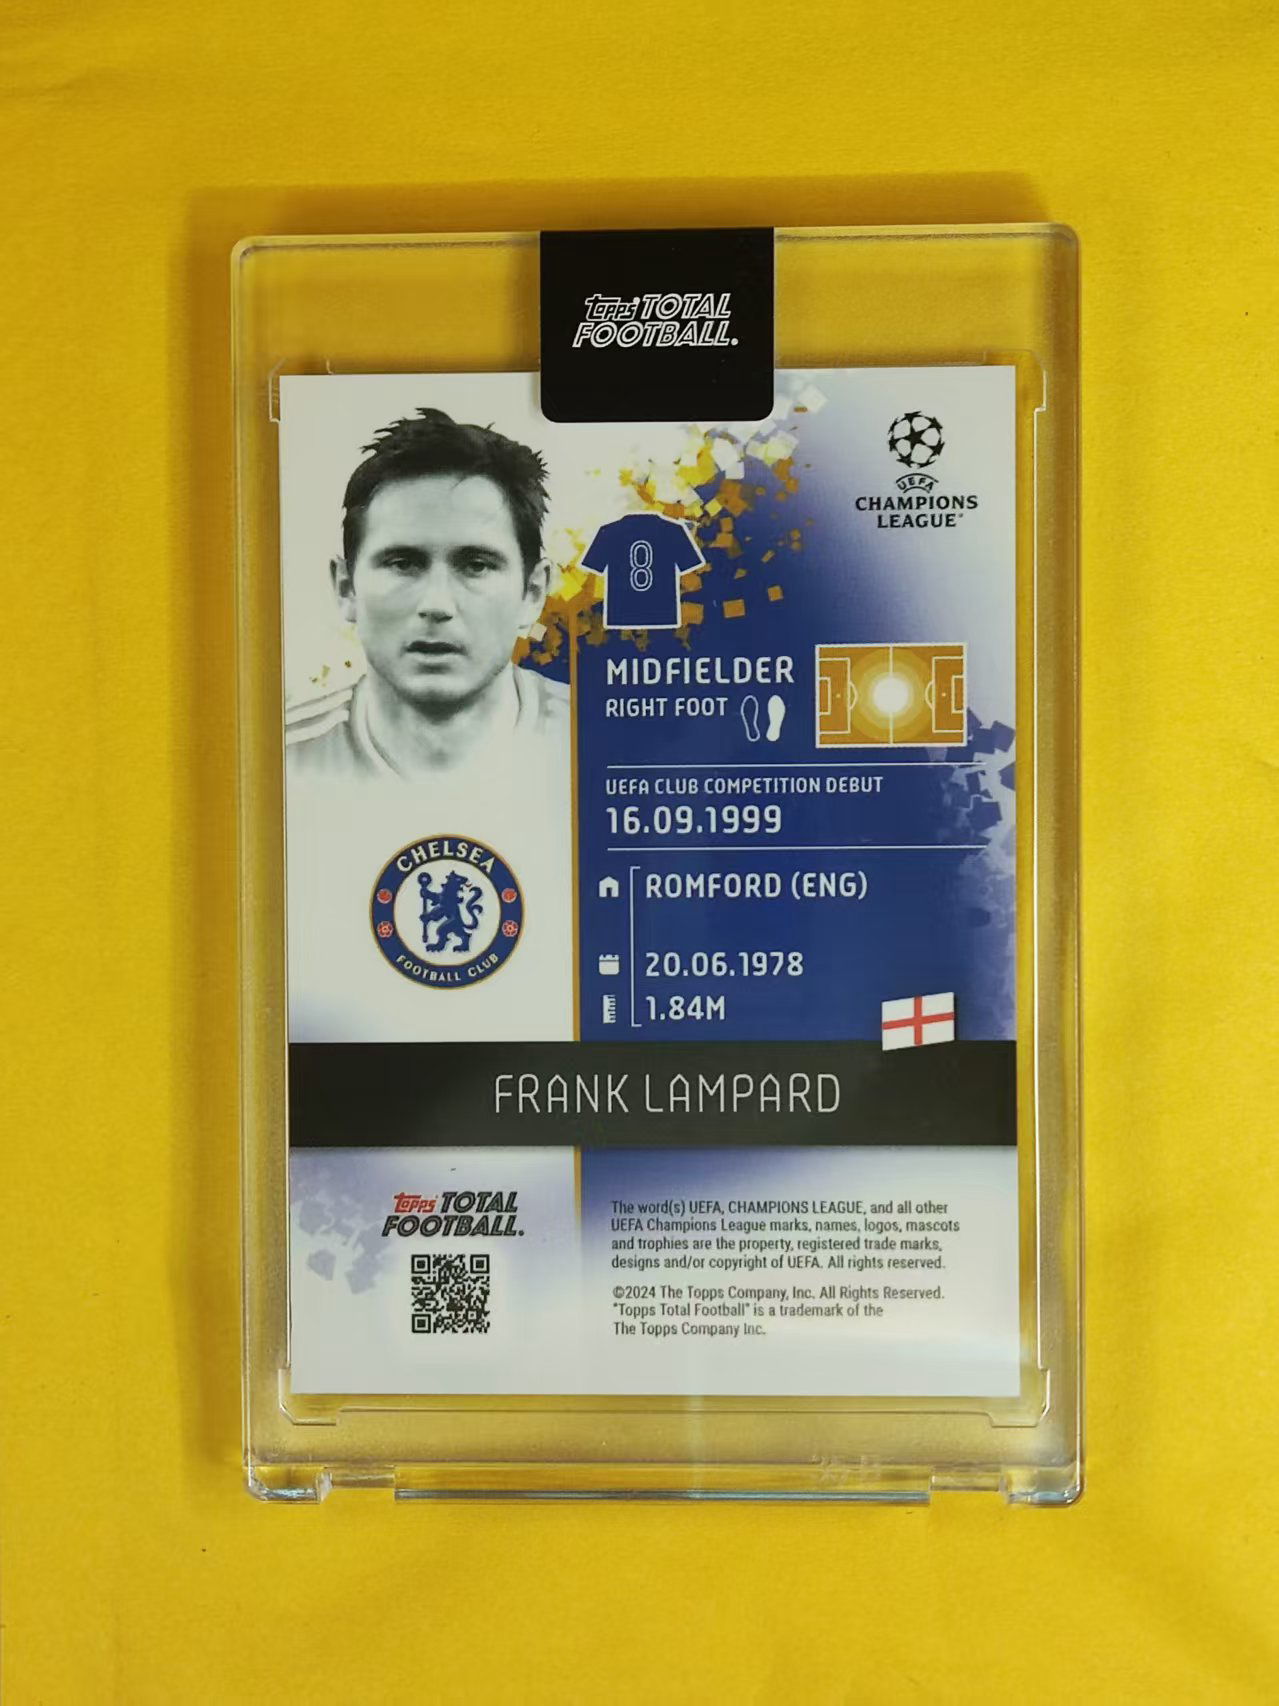 topps TOTAL
FOOTBALL.
UEFA
CHAMPIONS
LEAGUE®
8
MIDFIELDER
RIGHT FOOT
UEFA CLUB COMPETITION DEBUT
16.09.1999
CHELSEA
FOOTBALL CLUB
ROMFORD (ENG)
20.06.1978
1.84M
FRANK LAMPARD
topps TOTAL
FOOTBALL.
The word(s) UEFA, CHAMPIONS LEAGUE, and all other
UEFA Champions League marks, names, logos, mascots
and trophies are the property, registered trade marks,
designs and/or copyright of UEFA. All rights reserved.
©2024 The Topps Company, Inc. All Rights Reserved.
"Topps Total Football" is a trademark of the
The Topps Company Inc.